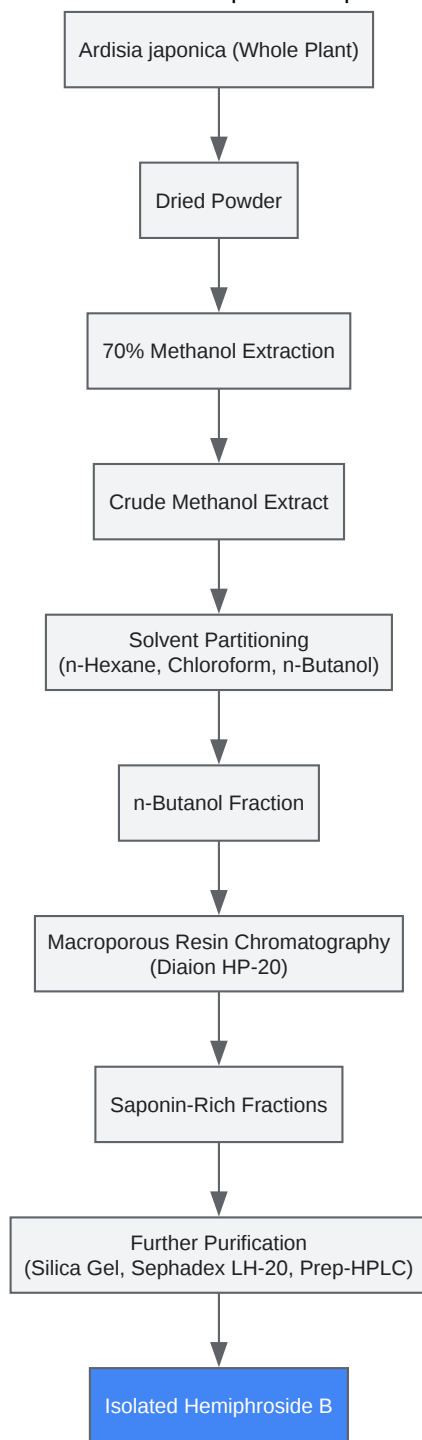 Ardisia japonica (Whole Plant)
Dried Powder
70% Methanol Extraction
Crude Methanol Extract
Solvent Partitioning
(n-Hexane, Chloroform, n-Butanol)
n-Butanol Fraction
Macroporous Resin Chromatography
(Diaion HP-20)
Saponin-Rich Fractions
Further Purification
(Silica Gel, Sephadex LH-20, Prep-HPLC)
Isolated Hemiphroside B